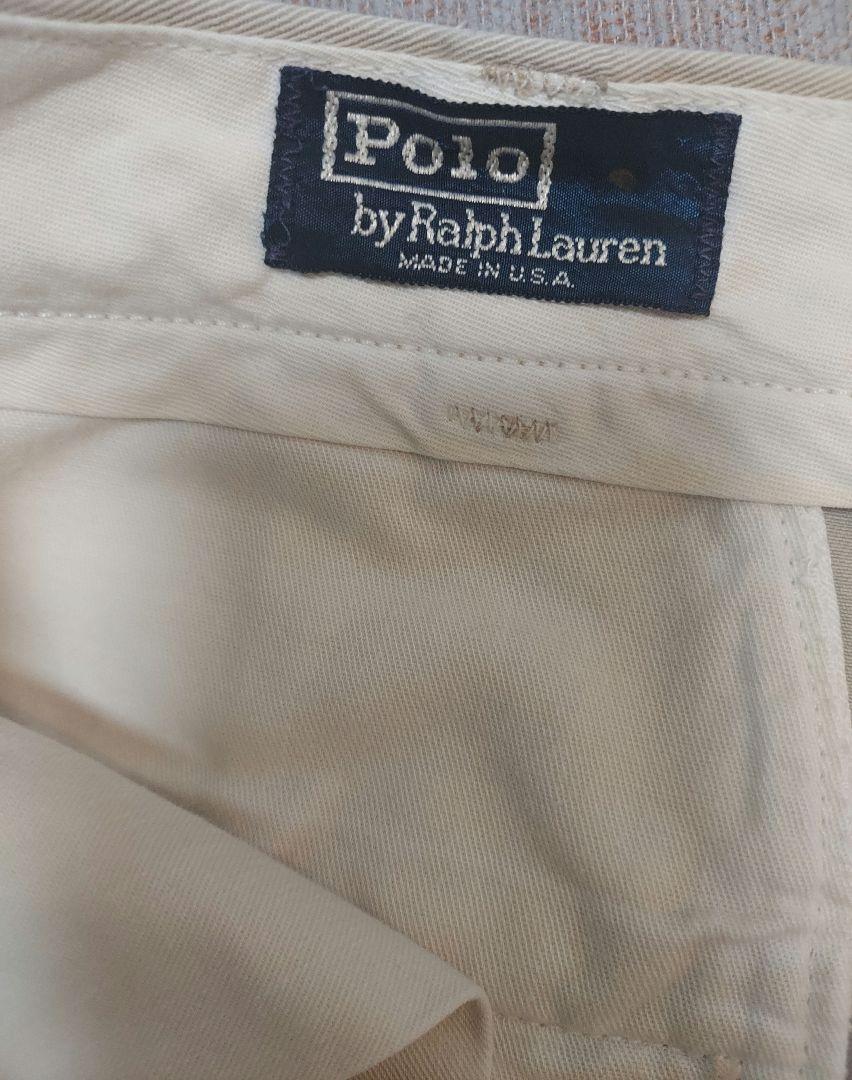 Polo
by Ralph Lauren
MADE IN U.S.A.